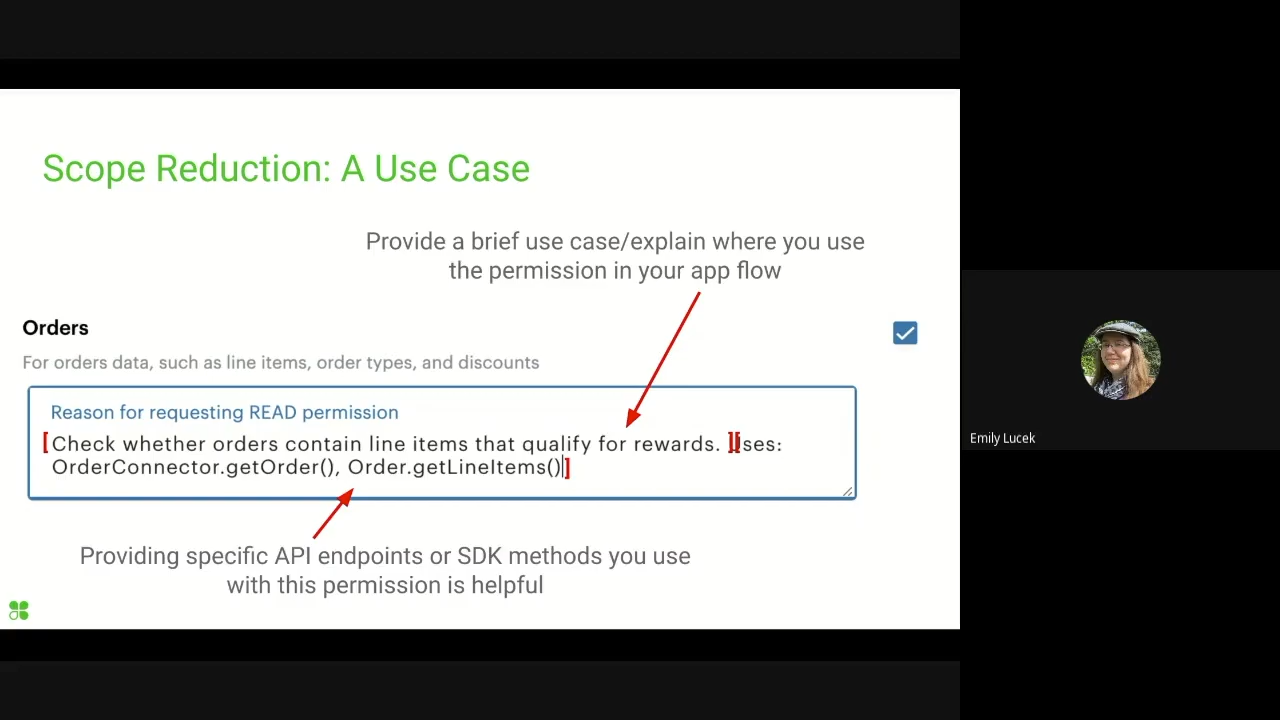 Scope Reduction: A Use Case
Provide a brief use case/explain where you use
the permission in your app flow
Orders
For orders data, such as line items, order types, and discounts
Reason for requesting READ permission
[Check whether orders contain line items that qualify for rewards. ][Uses:
OrderConnector.getOrder(), Order.getLineItems()]
Providing specific API endpoints or SDK methods you use
with this permission is helpful
Emily Lucek